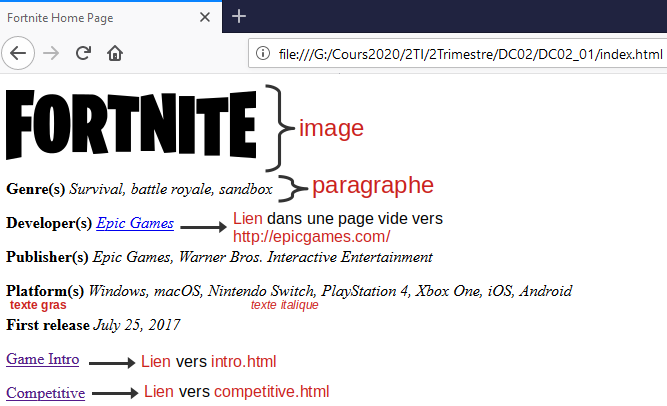 Fortnite Home Page
file:///G:/Cours2020/2TI/2Trimestre/DC02/DC02_01/index.html
FORTNITE image
Genre(s) Survival, battle royale, sandbox paragraphe
Developer(s) Epic Games Lien dans une page vide vers
http://epicgames.com/
Publisher(s) Epic Games, Warner Bros. Interactive Entertainment
Platform(s) Windows, macOS, Nintendo Switch, PlayStation 4, Xbox One, iOS, Android
texte gras texte italique
First release July 25, 2017
Game Intro Lien vers intro.html
Competitive Lien vers competitive.html